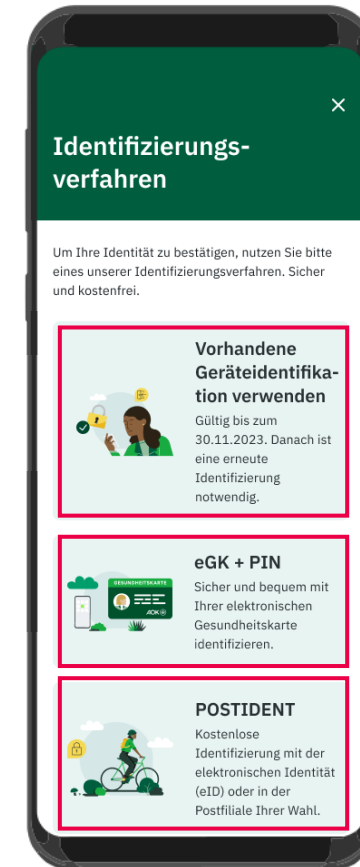 Identifizierungs-
verfahren
Um Ihre Identität zu bestätigen, nutzen Sie bitte
eines unserer Identifizierungsverfahren. Sicher
und kostenfrei.
Vorhandene
Geräteidentifika-
tion verwenden
Gültig bis zum
30.11.2023. Danach ist
eine erneute
Identifizierung
notwendig.
GESUNDHEITSKARTE
AOK
eGK + PIN
Sicher und bequem mit
Ihrer elektronischen
Gesundheitskarte
identifizieren.
POSTIDENT
Kostenlose
Identifizierung mit der
elektronischen Identität
(eID) oder in der
Postfiliale Ihrer Wahl.